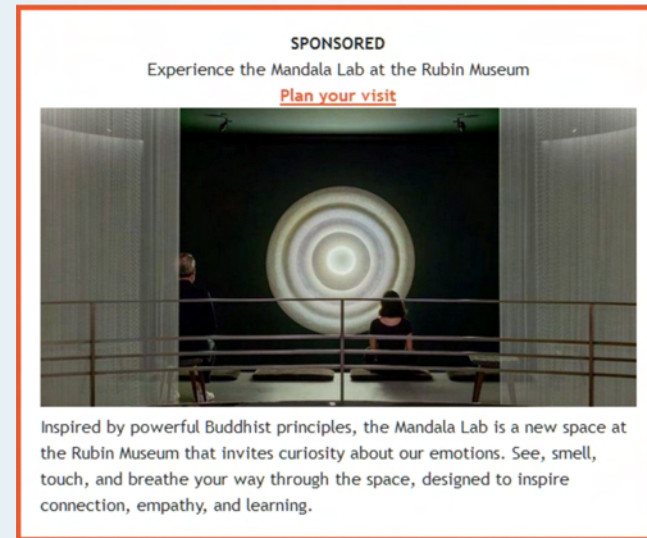 SPONSORED
Experience the Mandala Lab at the Rubin Museum
Plan your visit
Inspired by powerful Buddhist principles, the Mandala Lab is a new space at
the Rubin Museum that invites curiosity about our emotions. See, smell,
touch, and breathe your way through the space, designed to inspire
connection, empathy, and learning.